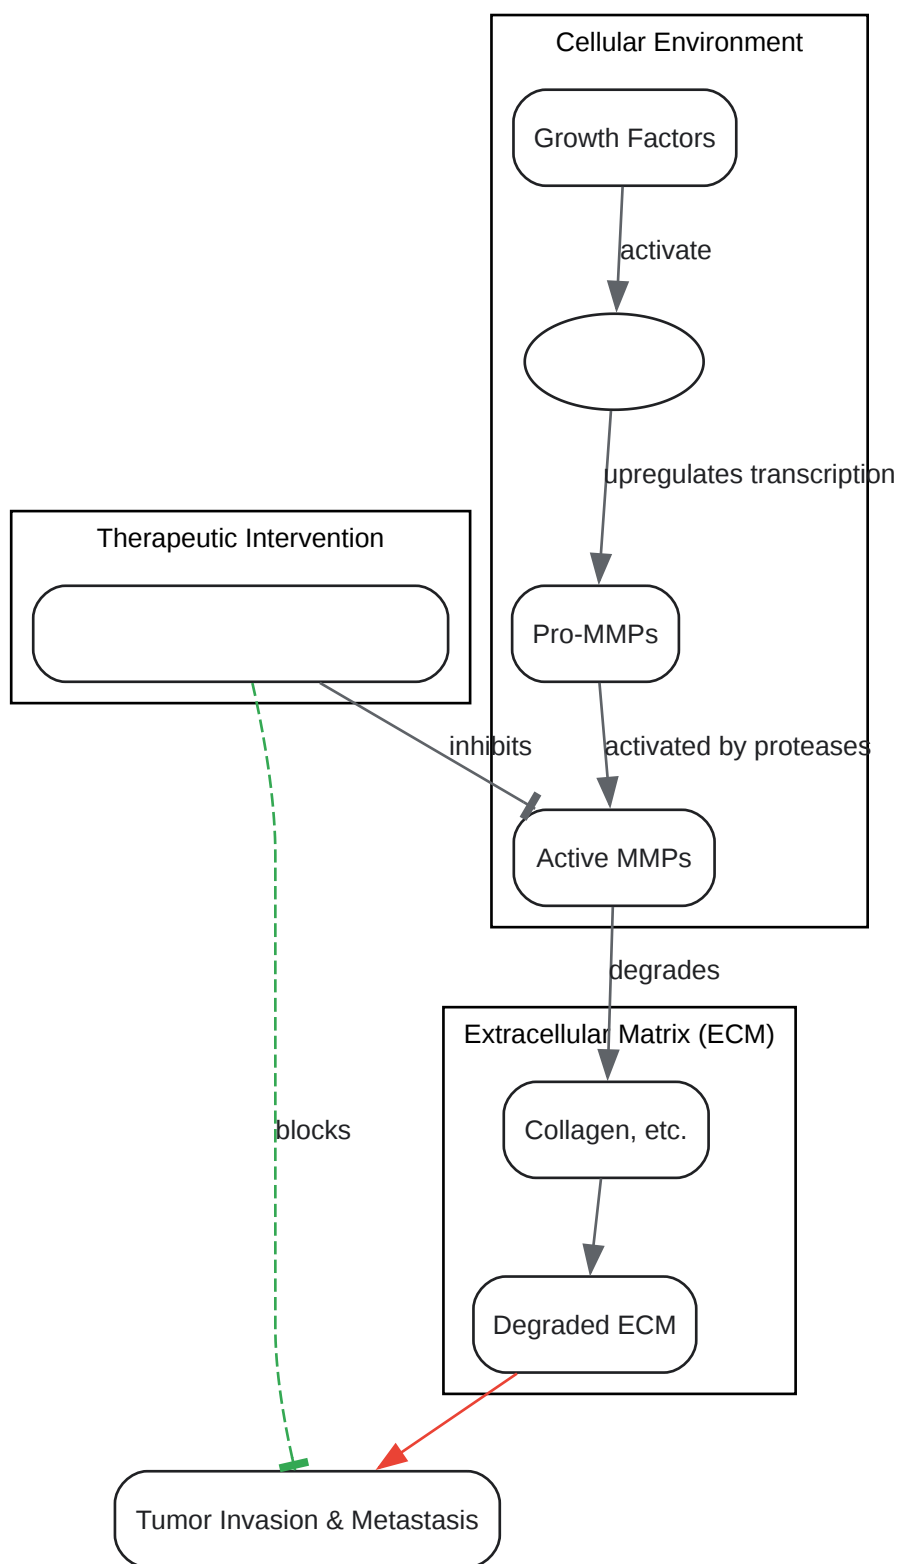 Cellular Environment
Growth Factors
activate
upregulates transcription
Therapeutic Intervention
Pro-MMPs
inhibits
activated by proteases
Active MMPs
degrades
Extracellular Matrix (ECM)
blocks
Collagen, etc.
Degraded ECM
Tumor Invasion & Metastasis